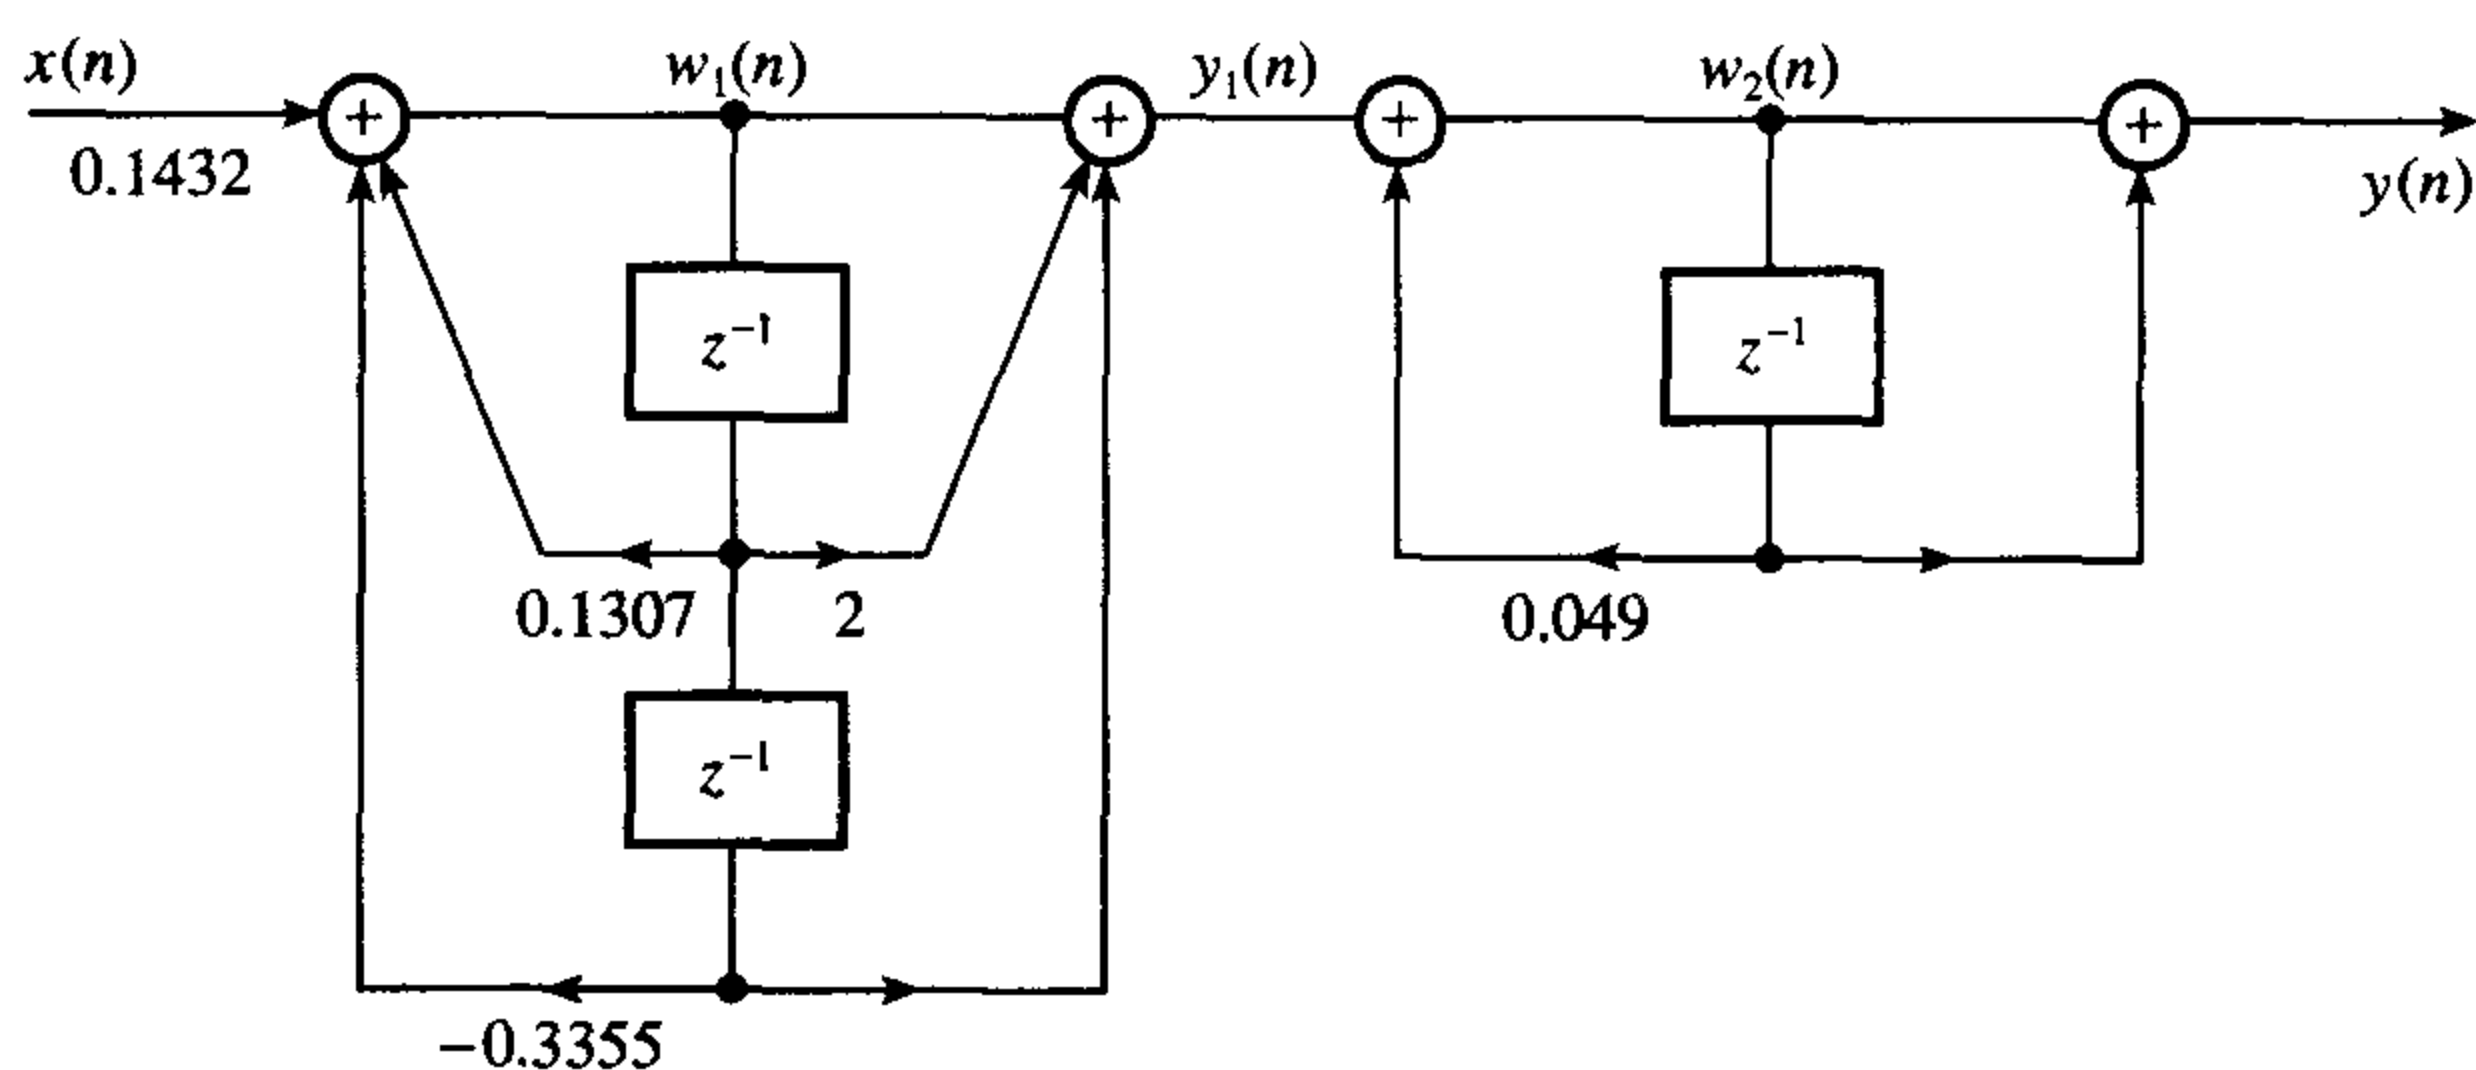 x(n)
w₁(n)
y₁(n)
w₂(n)
+
+
+
+
0.1432
y(n)
z⁻¹
z⁻¹
0.1307
2
0.049
z⁻¹
−0.3355